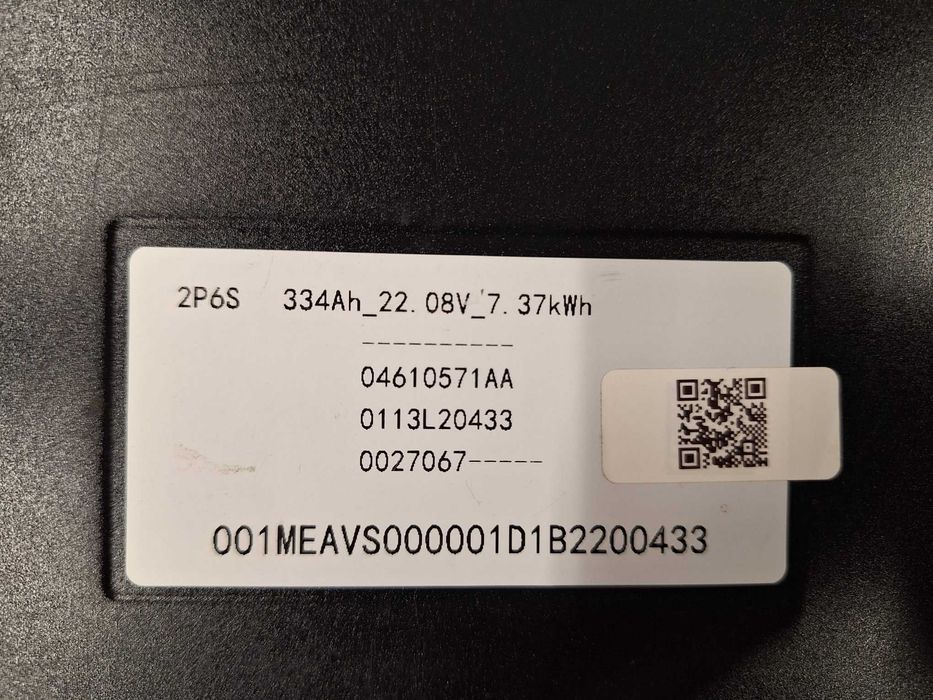 2P6S 334Ah_22.08V_7.37kWh
----------
04610571AA
0113L20433
0027067-----
001MEAVS000001D1B2200433